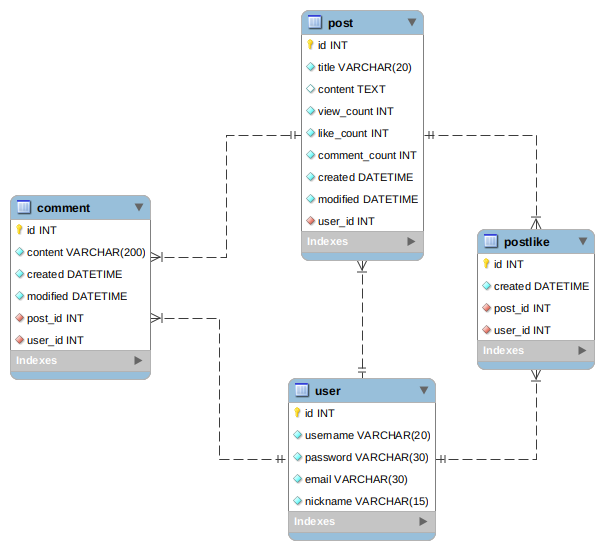 post
id INT
title VARCHAR(20)
content TEXT
view_count INT
like_count INT
comment_count INT
created DATETIME
modified DATETIME
user_id INT
Indexes
comment
id INT
content VARCHAR(200)
created DATETIME
modified DATETIME
post_id INT
user_id INT
Indexes
postlike
id INT
created DATETIME
post_id INT
user_id INT
Indexes
user
id INT
username VARCHAR(20)
password VARCHAR(30)
email VARCHAR(30)
nickname VARCHAR(15)
Indexes